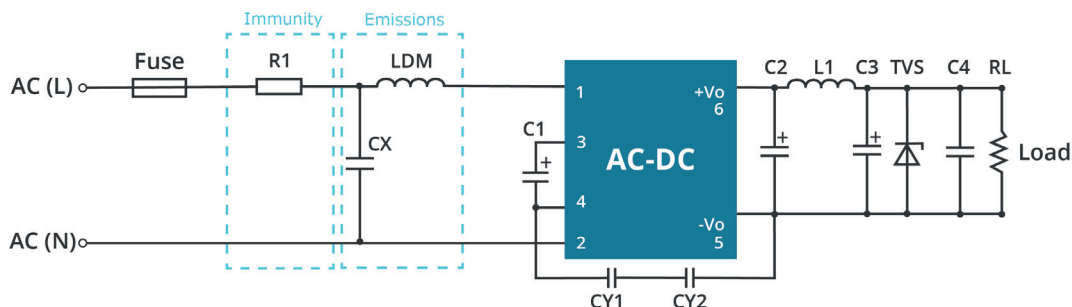 Immunity
Emissions
Fuse
R1
LDM
C2
L1
C3
TVS
C4
RL
AC (L)
1
+Vo
6
C1
3
CX
+
+
+
AC-DC
Load
4
-Vo
5
AC (N)
2
CY1
CY2